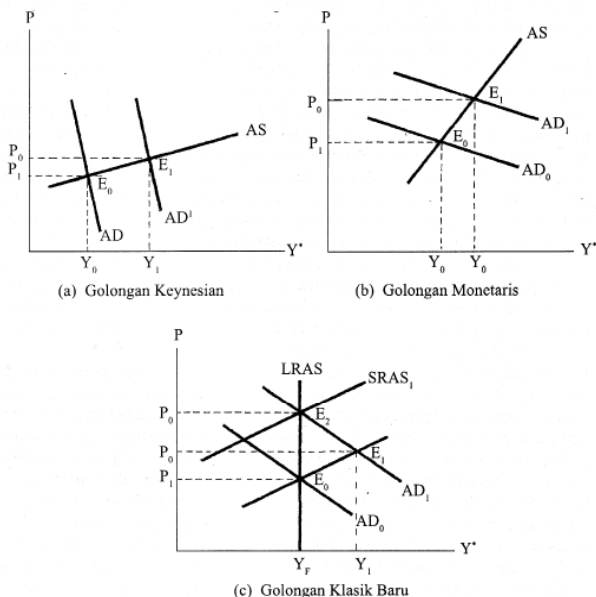 P
AS
P₀
P₁
E₀
E₁
AD
AD¹
Y₀
Y₁
Y*
(a) Golongan Keynesian
P
AS
P₀
E₁
AD₁
P₁
E₀
AD₀
Y₀
Y₀
Y*
(b) Golongan Monetaris
P
LRAS
SRAS₁
P₀
E₂
P₀
E₁
P₁
E₀
AD₁
AD₀
Y_F
Y₁
Y*
(c) Golongan Klasik Baru